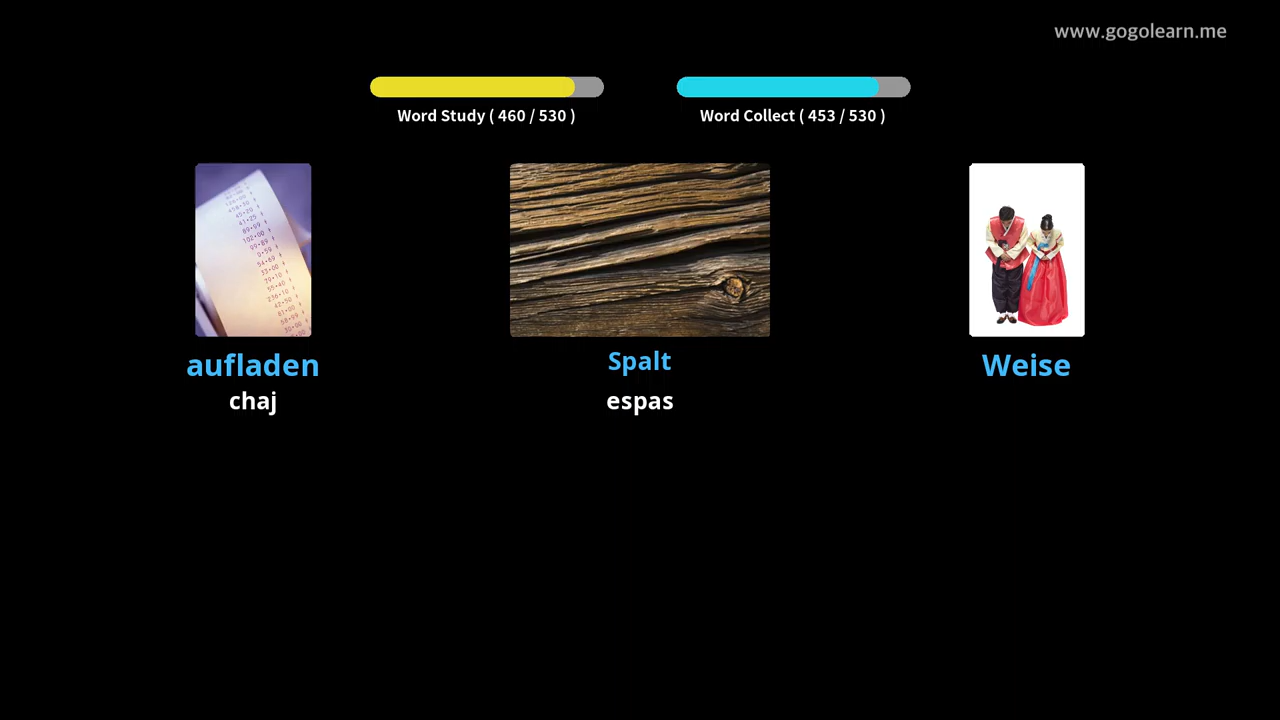 www.gogolearn.me
Word Study ( 460 / 530 )
Word Collect ( 453 / 530 )
aufladen
chaj
Spalt
espas
Weise